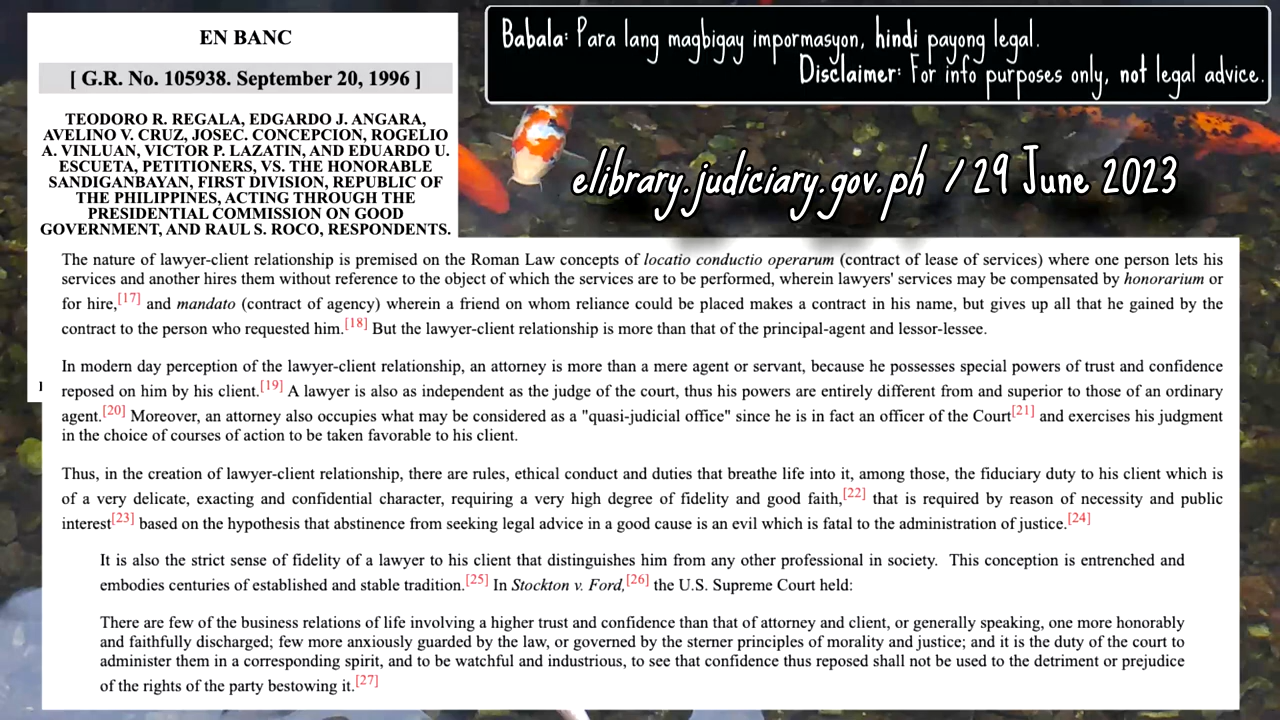 EN BANC
[ G.R. No. 105938. September 20, 1996 ]
TEODORO R. REGALA, EDGARDO J. ANGARA,
AVELINO V. CRUZ, JOSEC. CONCEPCION, ROGELIO
A. VINLUAN, VICTOR P. LAZATIN, AND EDUARDO U.
ESCUETA, PETITIONERS, VS. THE HONORABLE
SANDIGANBAYAN, FIRST DIVISION, REPUBLIC OF
THE PHILIPPINES, ACTING THROUGH THE
PRESIDENTIAL COMMISSION ON GOOD
GOVERNMENT, AND RAUL S. ROCO, RESPONDENTS.
Babala: Para lang magbigay impormasyon, hindi payong legal.
Disclaimer: For info purposes only, not legal advice.
elibrary.judiciary.gov.ph / 29 June 2023
The nature of lawyer-client relationship is premised on the Roman Law concepts of locatio conductio operarum (contract of lease of services) where one person lets his
services and another hires them without reference to the object of which the services are to be performed, wherein lawyers' services may be compensated by honorarium or
for hire,[17] and mandato (contract of agency) wherein a friend on whom reliance could be placed makes a contract in his name, but gives up all that he gained by the
contract to the person who requested him.[18] But the lawyer-client relationship is more than that of the principal-agent and lessor-lessee.
In modern day perception of the lawyer-client relationship, an attorney is more than a mere agent or servant, because he possesses special powers of trust and confidence
reposed on him by his client.[19] A lawyer is also as independent as the judge of the court, thus his powers are entirely different from and superior to those of an ordinary
agent.[20] Moreover, an attorney also occupies what may be considered as a "quasi-judicial office" since he is in fact an officer of the Court[21] and exercises his judgment
in the choice of courses of action to be taken favorable to his client.
Thus, in the creation of lawyer-client relationship, there are rules, ethical conduct and duties that breathe life into it, among those, the fiduciary duty to his client which is
of a very delicate, exacting and confidential character, requiring a very high degree of fidelity and good faith,[22] that is required by reason of necessity and public
interest[23] based on the hypothesis that abstinence from seeking legal advice in a good cause is an evil which is fatal to the administration of justice.[24]
It is also the strict sense of fidelity of a lawyer to his client that distinguishes him from any other professional in society. This conception is entrenched and
embodies centuries of established and stable tradition.[25] In Stockton v. Ford,[26] the U.S. Supreme Court held:
There are few of the business relations of life involving a higher trust and confidence than that of attorney and client, or generally speaking, one more honorably
and faithfully discharged; few more anxiously guarded by the law, or governed by the sterner principles of morality and justice; and it is the duty of the court to
administer them in a corresponding spirit, and to be watchful and industrious, to see that confidence thus reposed shall not be used to the detriment or prejudice
of the rights of the party bestowing it.[27]